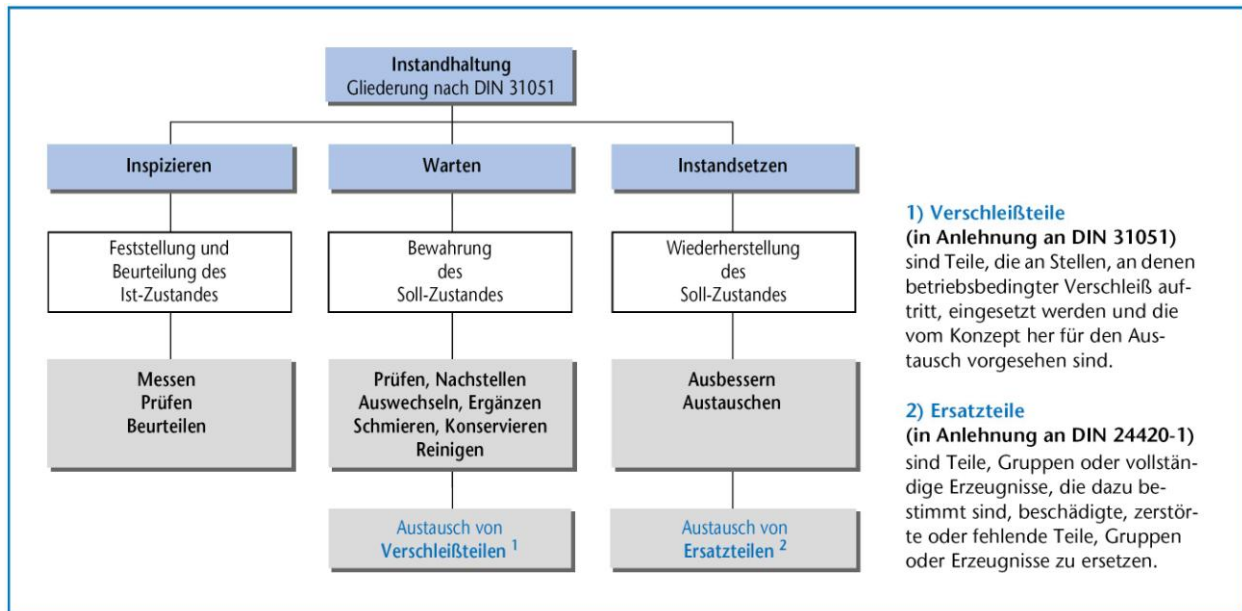 Instandhaltung
Gliederung nach DIN 31051
Inspizieren
Warten
Instandsetzen
Feststellung und
Beurteilung des
Ist-Zustandes
Bewahrung
des
Soll-Zustandes
Wiederherstellung
des
Soll-Zustandes
Messen
Prüfen
Beurteilen
Prüfen, Nachstellen
Auswechseln, Ergänzen
Schmieren, Konservieren
Reinigen
Ausbessern
Austauschen
Austausch von
Verschleißteilen 1
Austausch von
Ersatzteilen 2
1) Verschleißteile
(in Anlehnung an DIN 31051)
sind Teile, die an Stellen, an denen
betriebsbedingter Verschleiß auf-
tritt, eingesetzt werden und die
vom Konzept her für den Aus-
tausch vorgesehen sind.
2) Ersatzteile
(in Anlehnung an DIN 24420-1)
sind Teile, Gruppen oder vollstän-
dige Erzeugnisse, die dazu be-
stimmt sind, beschädigte, zerstör-
te oder fehlende Teile, Gruppen
oder Erzeugnisse zu ersetzen.